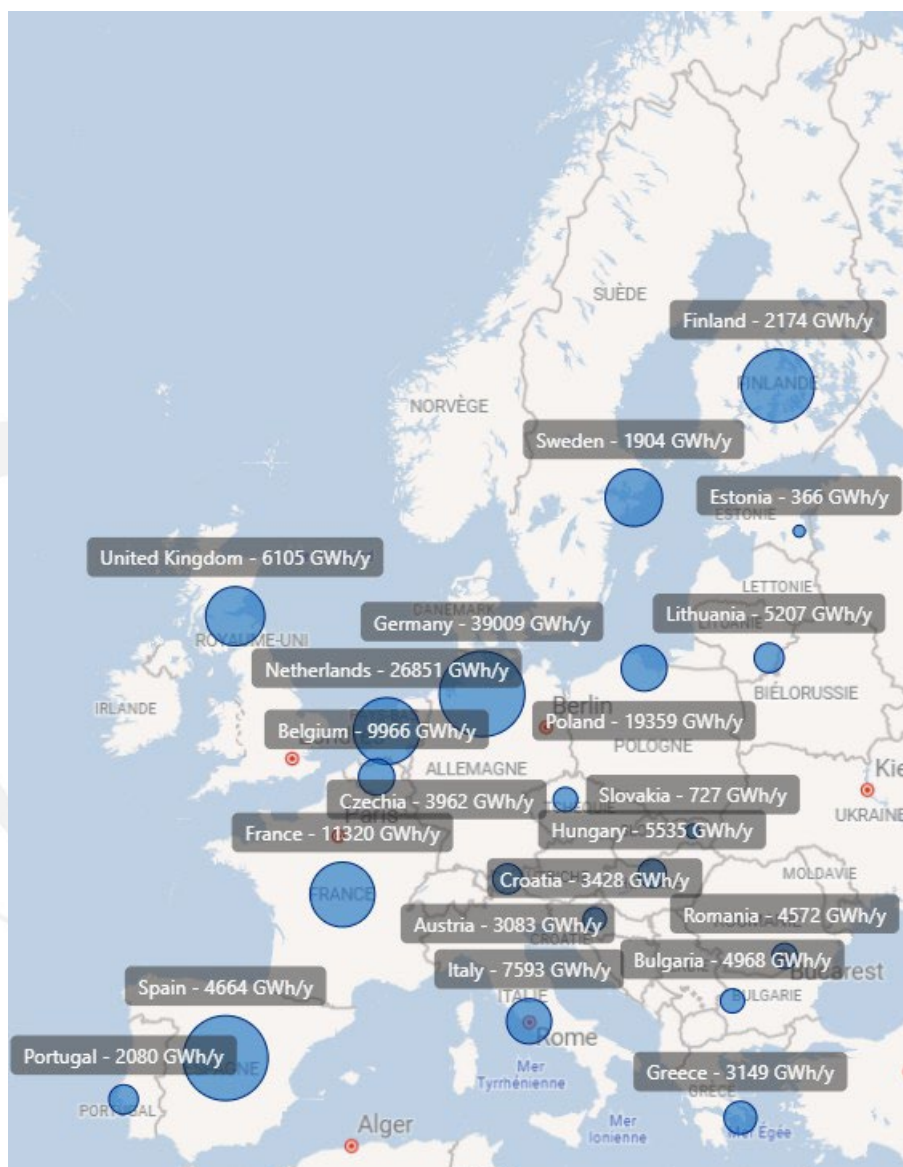 SUÈDE
Finland - 2174 GWh/y
FINLANDE
NORVÈGE
Sweden - 1904 GWh/y
Estonia - 366 GWh/y
ESTONIE
United Kingdom - 6105 GWh/y
LETTONIE
DANEMARK
Lithuania - 5207 GWh/y
LITUANIE
Germany - 39009 GWh/y
ROYAUME-UNI
Netherlands - 26851 GWh/y
BIÉLORUSSIE
IRLANDE
Berlin
Poland - 19359 GWh/y
Belgium - 9966 GWh/y
POLOGNE
ALLEMAGNE
Kie
Czechia - 3962 GWh/y
Slovakia - 727 GWh/y
UKRAINE
Paris
France - 11320 GWh/y
Hungary - 5535 GWh/y
MOLDAVIE
Croatia - 3428 GWh/y
FRANCE
Austria - 3083 GWh/y
Romania - 4572 GWh/y
ROUMANIE
CROATIE
Italy - 7593 GWh/y
Bulgaria - 4968 GWh/y
Bucarest
Spain - 4664 GWh/y
ITALIE
BULGARIE
Rome
Portugal - 2080 GWh/y
Mer
Tyrrhénienne
Greece - 3149 GWh/y
GRÈCE
PORTUGAL
Alger
Mer
Ionienne
Mer Égée